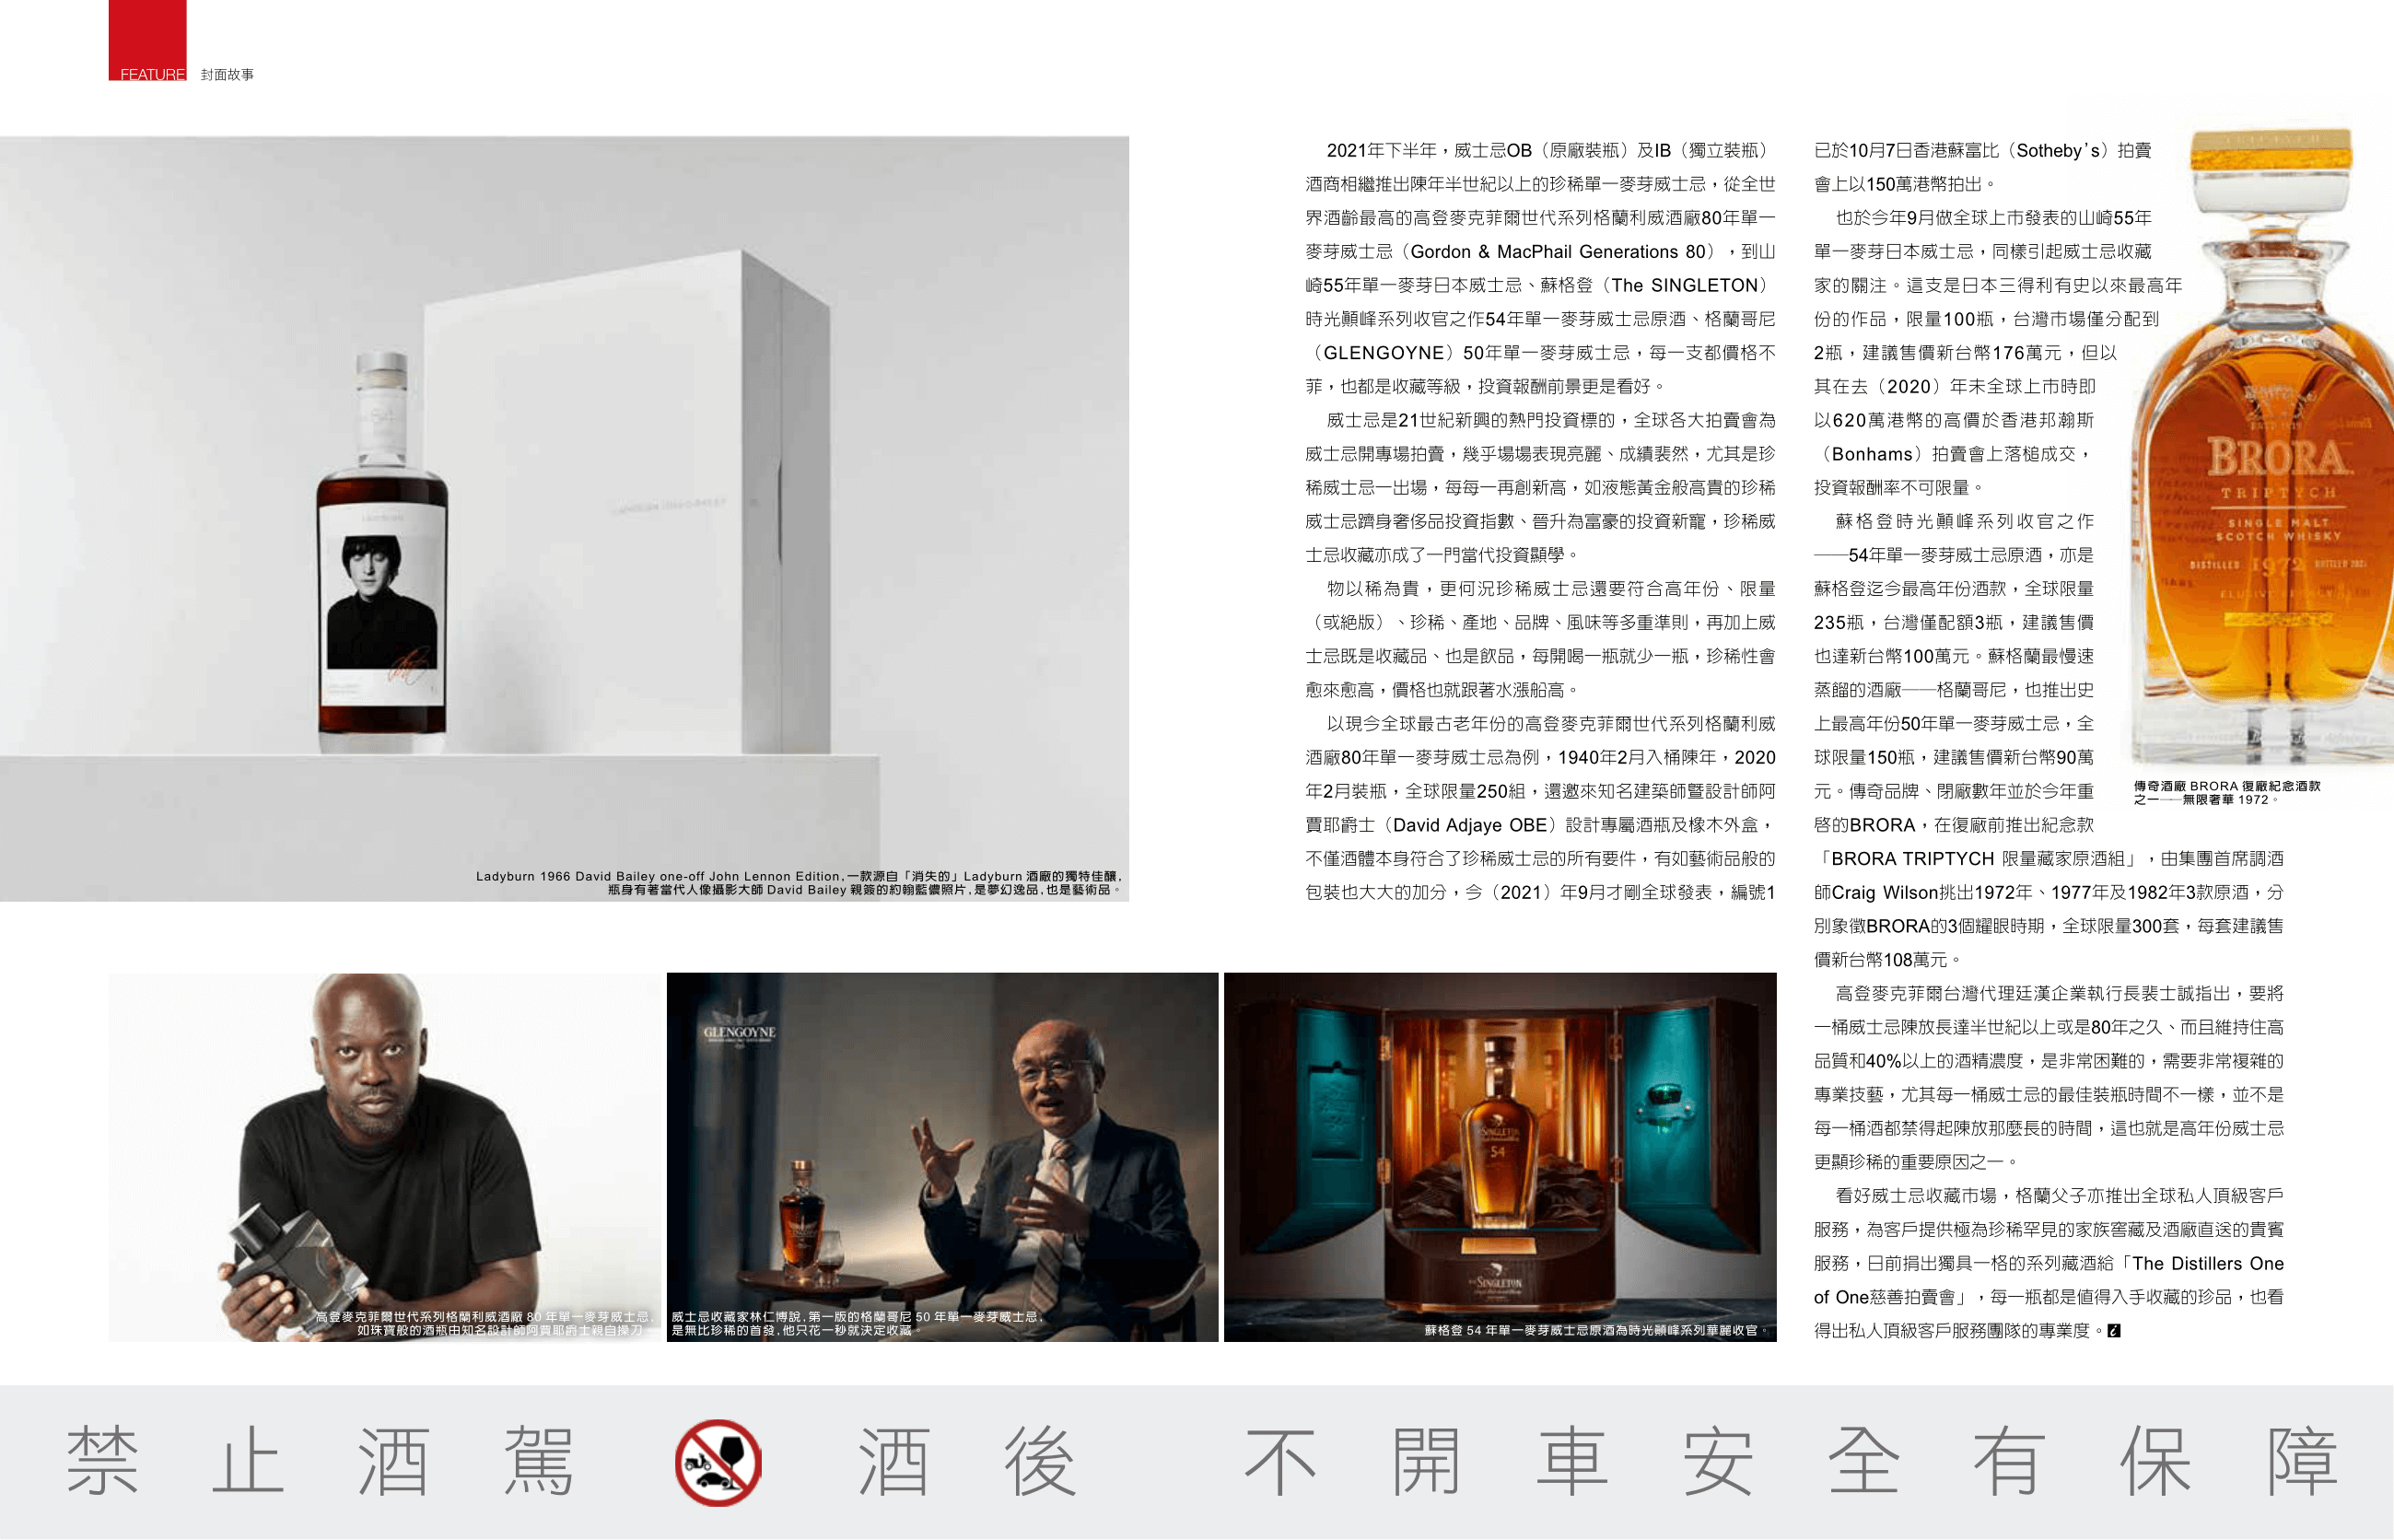 FEATURE 封面故事
Ladyburn 1966 David Bailey one-off John Lennon Edition，一款源自「消失的」Ladyburn 酒廠的獨特佳釀，
瓶身有著當代人像攝影大師 David Bailey 親簽的約翰藍儂照片，是夢幻逸品，也是藝術品。
2021年下半年，威士忌OB（原廠裝瓶）及IB（獨立裝瓶）
酒商相繼推出陳年半世紀以上的珍稀單一麥芽威士忌，從全世
界酒齡最高的高登麥克菲爾世代系列格蘭利威酒廠80年單一
麥芽威士忌（Gordon & MacPhail Generations 80），到山
崎55年單一麥芽日本威士忌、蘇格登（The SINGLETON）
時光顛峰系列收官之作54年單一麥芽威士忌原酒、格蘭哥尼
（GLENGOYNE）50年單一麥芽威士忌，每一支都價格不
菲，也都是收藏等級，投資報酬前景更是看好。
威士忌是21世紀新興的熱門投資標的，全球各大拍賣會為
威士忌開專場拍賣，幾乎場場表現亮麗、成績裴然，尤其是珍
稀威士忌一出場，每每一再創新高，如液態黃金般高貴的珍稀
威士忌躋身奢侈品投資指數、晉升為富豪的投資新寵，珍稀威
士忌收藏亦成了一門當代投資顯學。
物以稀為貴，更何況珍稀威士忌還要符合高年份、限量
（或絕版）、珍稀、產地、品牌、風味等多重準則，再加上威
士忌既是收藏品、也是飲品，每開喝一瓶就少一瓶，珍稀性會
愈來愈高，價格也就跟著水漲船高。
以現今全球最古老年份的高登麥克菲爾世代系列格蘭利威
酒廠80年單一麥芽威士忌為例，1940年2月入桶陳年，2020
年2月裝瓶，全球限量250組，還邀來知名建築師暨設計師阿
賈耶爵士（David Adjaye OBE）設計專屬酒瓶及橡木外盒，
不僅酒體本身符合了珍稀威士忌的所有要件，有如藝術品般的
包裝也大大的加分，今（2021）年9月才剛全球發表，編號1
已於10月7日香港蘇富比（Sotheby's）拍賣
會上以150萬港幣拍出。
也於今年9月做全球上市發表的山崎55年
單一麥芽日本威士忌，同樣引起威士忌收藏
家的關注。這支是日本三得利有史以來最高年
份的作品，限量100瓶，台灣市場僅分配到
2瓶，建議售價新台幣176萬元，但以
其在去（2020）年未全球上市時即
以620萬港幣的高價於香港邦瀚斯
（Bonhams）拍賣會上落槌成交，
投資報酬率不可限量。
蘇格登時光顛峰系列收官之作
——54年單一麥芽威士忌原酒，亦是
蘇格登迄今最高年份酒款，全球限量
235瓶，台灣僅配額3瓶，建議售價
也達新台幣100萬元。蘇格蘭最慢速
蒸餾的酒廠——格蘭哥尼，也推出史
上最高年份50年單一麥芽威士忌，全
球限量150瓶，建議售價新台幣90萬
元。傳奇品牌、閉廠數年並於今年重
啓的BRORA，在復廠前推出紀念款
「BRORA TRIPTYCH 限量藏家原酒組」，由集團首席調酒
師Craig Wilson挑出1972年、1977年及1982年3款原酒，分
別象徵BRORA的3個耀眼時期，全球限量300套，每套建議售
價新台幣108萬元。
高登麥克菲爾台灣代理廷漢企業執行長裴士誠指出，要將
一桶威士忌陳放長達半世紀以上或是80年之久、而且維持住高
品質和40%以上的酒精濃度，是非常困難的，需要非常複雜的
專業技藝，尤其每一桶威士忌的最佳裝瓶時間不一樣，並不是
每一桶酒都禁得起陳放那麼長的時間，這也就是高年份威士忌
更顯珍稀的重要原因之一。
看好威士忌收藏市場，格蘭父子亦推出全球私人頂級客戶
服務，為客戶提供極為珍稀罕見的家族窖藏及酒廠直送的貴賓
服務，日前捐出獨具一格的系列藏酒給「The Distillers One
of One慈善拍賣會」，每一瓶都是值得入手收藏的珍品，也看
得出私人頂級客戶服務團隊的專業度。
BRORA
TRIPTYCH
SINGLE MALT
SCOTCH WHISKY
DISTILLED 1972 BOTTLED 2021
傳奇酒廠 BRORA 復廠紀念酒款
之一——無限奢華 1972。
高登麥克菲爾世代系列格蘭利威酒廠 80 年單一麥芽威士忌，
如珠寶般的酒瓶由知名設計師阿賈耶爵士親自操刀。
GLENGOYNE
威士忌收藏家林仁博說，第一版的格蘭哥尼 50 年單一麥芽威士忌，
是無比珍稀的首發，他只花一秒就決定收藏。
SINGLETON
54
SINGLETON
蘇格登 54 年單一麥芽威士忌原酒為時光顛峰系列華麗收官。
禁止酒駕 酒後不開車安全有保障